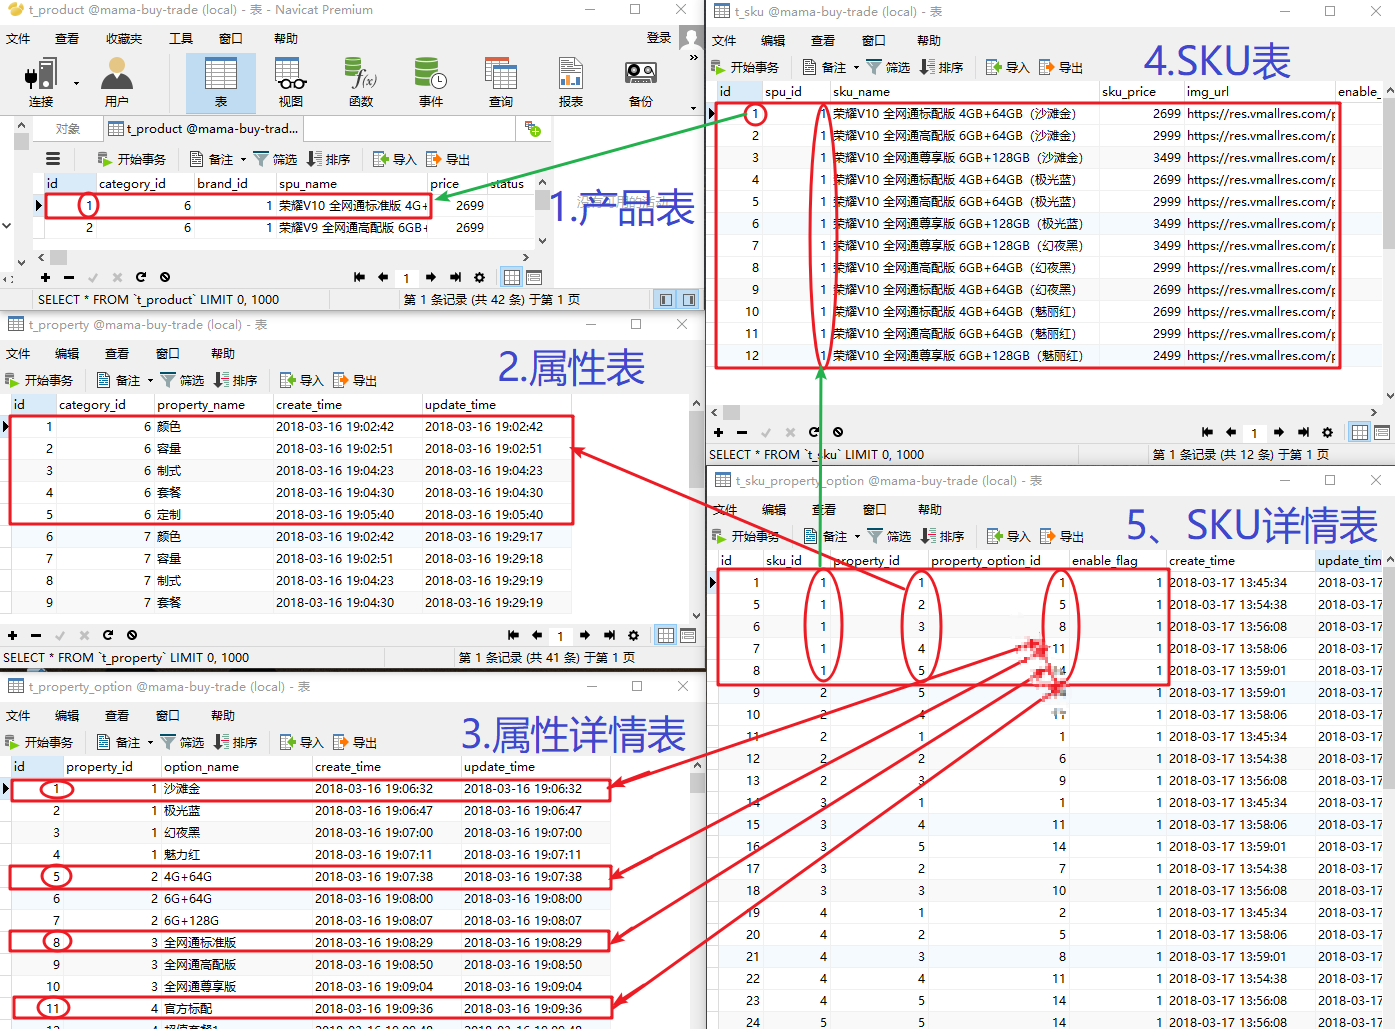 t_product @mama-buy-trade (local) - 表 - Navicat Premium
文件 查看 收藏夹 工具 窗口 帮助 登录
连接 用户 表 视图 函数 事件 查询 报表 备份
对象 t_product @mama-buy-trad...
开始事务 备注 筛选 排序 导入 导出
id category_id brand_id spu_name price status
1 6 1 荣耀V10 全网通标准版 4G+ 2699
2 6 1 荣耀V9 全网通高配版 6GB+ 2699
1.产品表
1
SELECT * FROM `t_product` LIMIT 0, 1000 第 1 条记录 (共 42 条) 于第 1 页
t_property @mama-buy-trade (local) - 表
文件 编辑 查看 窗口 帮助
2.属性表
开始事务 备注 筛选 排序 导入 导出
id category_id property_name create_time update_time
1 6 颜色 2018-03-16 19:02:42 2018-03-16 19:02:42
2 6 容量 2018-03-16 19:02:51 2018-03-16 19:02:51
3 6 制式 2018-03-16 19:04:23 2018-03-16 19:04:23
4 6 套餐 2018-03-16 19:04:30 2018-03-16 19:04:30
5 6 定制 2018-03-16 19:05:40 2018-03-16 19:05:40
6 7 颜色 2018-03-16 19:02:42 2018-03-16 19:29:17
7 7 容量 2018-03-16 19:02:51 2018-03-16 19:29:18
8 7 制式 2018-03-16 19:04:23 2018-03-16 19:29:19
9 7 套餐 2018-03-16 19:04:30 2018-03-16 19:29:19
1
SELECT * FROM `t_property` LIMIT 0, 1000 第 1 条记录 (共 41 条) 于第 1 页
t_property_option @mama-buy-trade (local) - 表
文件 编辑 查看 窗口 帮助
3.属性详情表
开始事务 备注 筛选 排序 导入 导出
id property_id option_name create_time update_time
1 1 沙滩金 2018-03-16 19:06:32 2018-03-16 19:06:32
2 1 极光蓝 2018-03-16 19:06:47 2018-03-16 19:06:47
3 1 幻夜黑 2018-03-16 19:07:00 2018-03-16 19:07:00
4 1 魅力红 2018-03-16 19:07:11 2018-03-16 19:07:11
5 2 4G+64G 2018-03-16 19:07:38 2018-03-16 19:07:38
6 2 6G+64G 2018-03-16 19:08:00 2018-03-16 19:08:00
7 2 6G+128G 2018-03-16 19:08:07 2018-03-16 19:08:07
8 3 全网通标准版 2018-03-16 19:08:29 2018-03-16 19:08:29
9 3 全网通高配版 2018-03-16 19:08:50 2018-03-16 19:08:50
10 3 全网通尊享版 2018-03-16 19:09:04 2018-03-16 19:09:04
11 4 官方标配 2018-03-16 19:09:36 2018-03-16 19:09:36
t_sku @mama-buy-trade (local) - 表
文件 编辑 查看 窗口 帮助
4.SKU表
开始事务 备注 筛选 排序 导入 导出
id spu_id sku_name sku_price img_url enable_
1 1 荣耀V10 全网通标配版 4GB+64GB（沙滩金） 2699 https://res.vmallres.com/p
2 1 荣耀V10 全网通高配版 6GB+64GB（沙滩金） 2999 https://res.vmallres.com/p
3 1 荣耀V10 全网通尊享版 6GB+128GB（沙滩金） 3499 https://res.vmallres.com/p
4 1 荣耀V10 全网通标配版 4GB+64GB（极光蓝） 2699 https://res.vmallres.com/p
5 1 荣耀V10 全网通高配版 6GB+64GB（极光蓝） 2999 https://res.vmallres.com/p
6 1 荣耀V10 全网通尊享版 6GB+128GB（极光蓝） 3499 https://res.vmallres.com/p
7 1 荣耀V10 全网通尊享版 6GB+128GB（幻夜黑） 3499 https://res.vmallres.com/p
8 1 荣耀V10 全网通高配版 6GB+64GB（幻夜黑） 2999 https://res.vmallres.com/p
9 1 荣耀V10 全网通标配版 4GB+64GB（幻夜黑） 2699 https://res.vmallres.com/p
10 1 荣耀V10 全网通标配版 4GB+64GB（魅丽红） 2699 https://res.vmallres.com/p
11 1 荣耀V10 全网通高配版 6GB+64GB（魅丽红） 2999 https://res.vmallres.com/p
12 1 荣耀V10 全网通尊享版 6GB+128GB（魅丽红） 2499 https://res.vmallres.com/p
1
SELECT * FROM `t_sku` LIMIT 0, 1000 第 1 条记录 (共 12 条) 于第 1 页
t_sku_property_option @mama-buy-trade (local) - 表
文件 编辑 查看 窗口 帮助
5、SKU详情表
开始事务 备注 筛选 排序 导入 导出
id sku_id property_id property_option_id enable_flag create_time update_tim
1 1 1 1 1 2018-03-17 13:45:34 2018-03-17
5 1 2 5 1 2018-03-17 13:54:38 2018-03-17
6 1 3 8 1 2018-03-17 13:56:08 2018-03-17
7 1 4 11 1 2018-03-17 13:58:06 2018-03-17
8 1 5 1 2018-03-17 13:59:01 2018-03-17
9 2 5 1 2018-03-17 13:59:01 2018-03-17
10 2 4 11 1 2018-03-17 13:58:06 2018-03-17
11 2 1 1 1 2018-03-17 13:45:34 2018-03-17
12 2 2 6 1 2018-03-17 13:54:38 2018-03-17
13 2 3 9 1 2018-03-17 13:56:08 2018-03-17
14 3 1 1 1 2018-03-17 13:45:34 2018-03-17
15 3 4 11 1 2018-03-17 13:58:06 2018-03-17
16 3 5 14 1 2018-03-17 13:59:01 2018-03-17
17 3 2 7 1 2018-03-17 13:54:38 2018-03-17
18 3 3 10 1 2018-03-17 13:56:08 2018-03-17
19 4 1 2 1 2018-03-17 13:45:34 2018-03-17
20 4 2 5 1 2018-03-17 13:56:08 2018-03-17
21 4 3 8 1 2018-03-17 13:59:01 2018-03-17
22 4 4 11 1 2018-03-17 13:54:38 2018-03-17
23 4 5 14 1 2018-03-17 13:56:08 2018-03-17
24 5 5 14 1 2018-03-17 13:56:08 2018-03-17